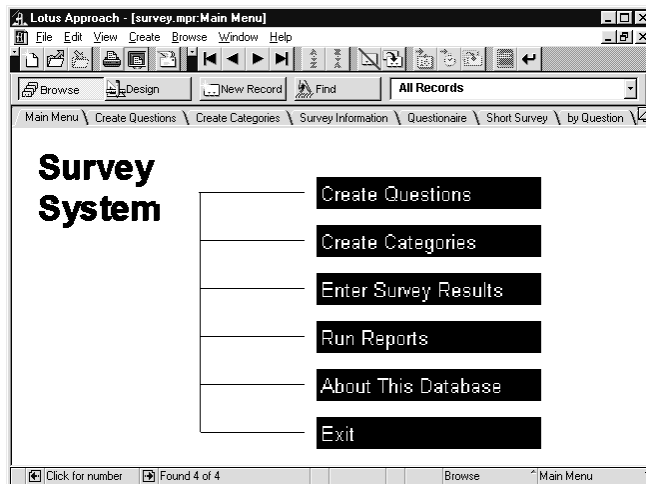 Lotus Approach - [survey.mpr:Main Menu]
File Edit View Create Browse Window Help
Browse Design New Record Find All Records
Main Menu Create Questions Create Categories Survey Information Questionaire Short Survey by Question
Survey
System
Create Questions
Create Categories
Enter Survey Results
Run Reports
About This Database
Exit
Click for number Found 4 of 4 Browse Main Menu